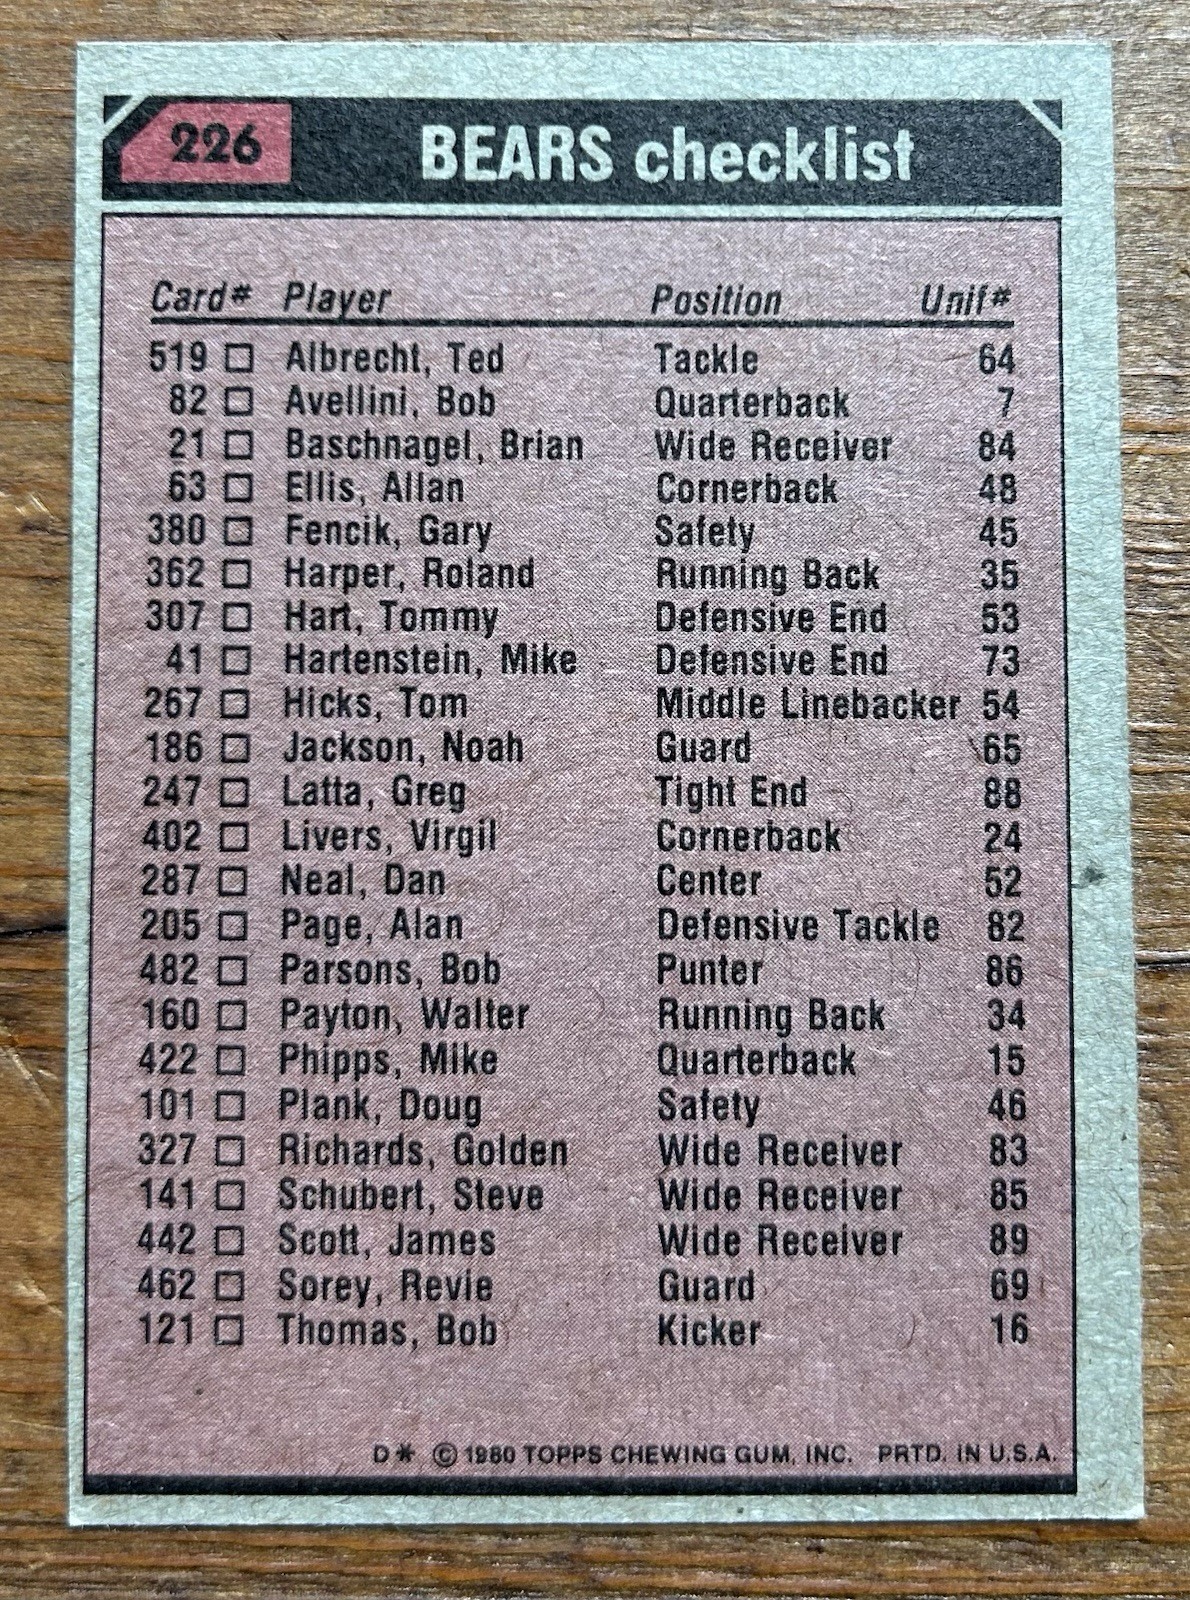 226 BEARS checklist
Card# Player Position Unif#
519 □ Albrecht, Ted Tackle 64
82 □ Avellini, Bob Quarterback 7
21 □ Baschnagel, Brian Wide Receiver 84
63 □ Ellis, Allan Cornerback 48
380 □ Fencik, Gary Safety 45
362 □ Harper, Roland Running Back 35
307 □ Hart, Tommy Defensive End 53
41 □ Hartenstein, Mike Defensive End 73
267 □ Hicks, Tom Middle Linebacker 54
186 □ Jackson, Noah Guard 65
247 □ Latta, Greg Tight End 88
402 □ Livers, Virgil Cornerback 24
287 □ Neal, Dan Center 52
205 □ Page, Alan Defensive Tackle 82
482 □ Parsons, Bob Punter 86
160 □ Payton, Walter Running Back 34
422 □ Phipps, Mike Quarterback 15
101 □ Plank, Doug Safety 46
327 □ Richards, Golden Wide Receiver 83
141 □ Schubert, Steve Wide Receiver 85
442 □ Scott, James Wide Receiver 89
462 □ Sorey, Revie Guard 69
121 □ Thomas, Bob Kicker 16
D* © 1980 TOPPS CHEWING GUM, INC. PRTD. IN U.S.A.